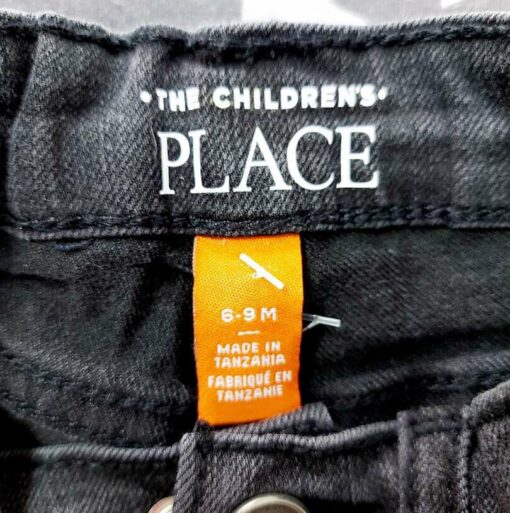 • THE CHILDREN'S •
PLACE
6-9 M
MADE IN
TANZANIA
FABRIQUÉ EN
TANZANIE